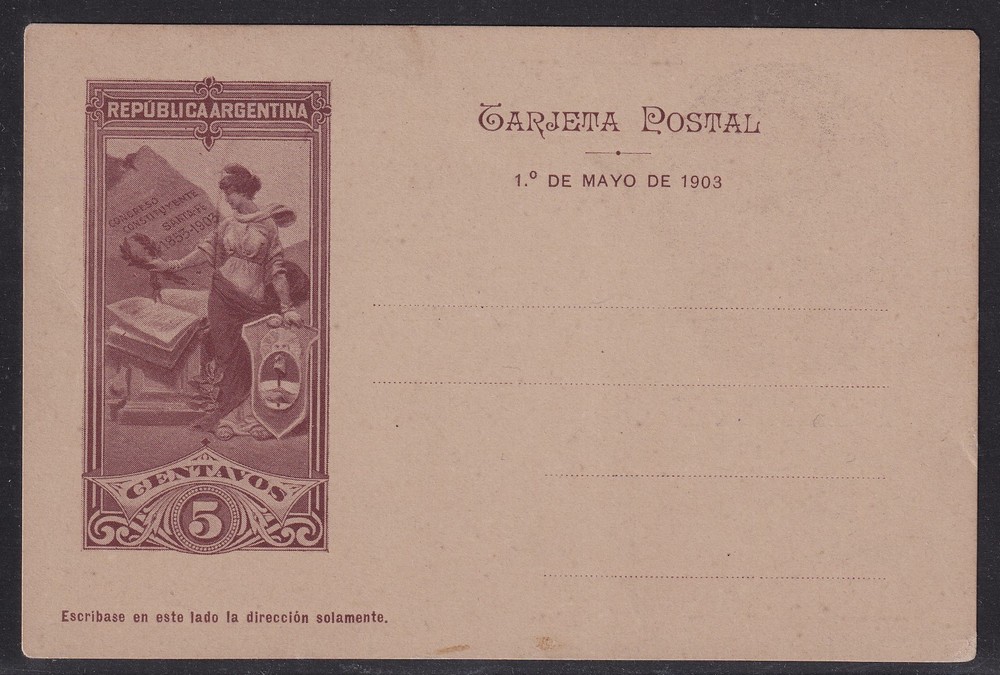 REPÚBLICA ARGENTINA
CONGRESO
CONSTITUYENTE
SANTA FE
1853-1903
CENTAVOS
5
TARJETA POSTAL
1.º DE MAYO DE 1903
Escríbase en este lado la dirección solamente.